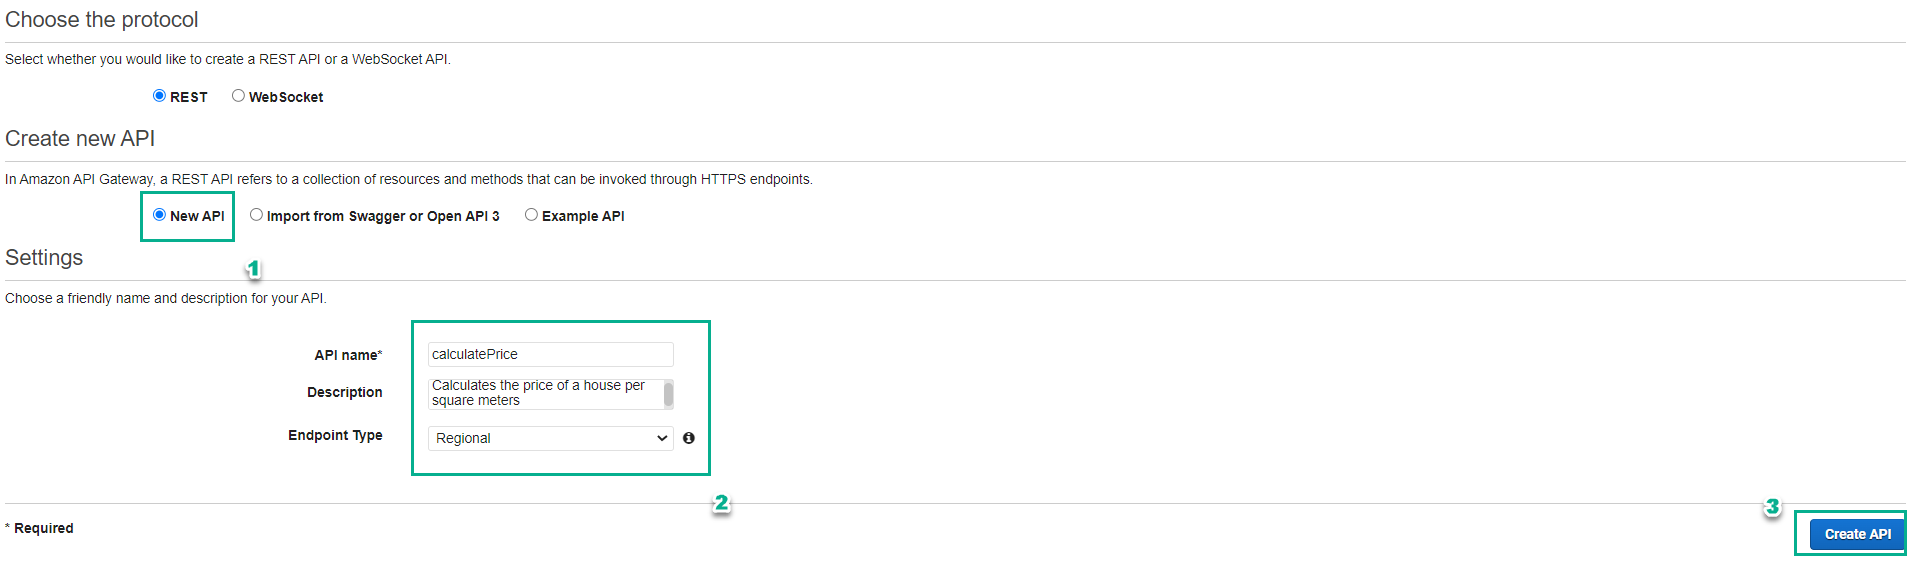 Choose the protocol
Select whether you would like to create a REST API or a WebSocket API.
REST WebSocket
Create new API
In Amazon API Gateway, a REST API refers to a collection of resources and methods that can be invoked through HTTPS endpoints.
New API Import from Swagger or Open API 3 Example API
Settings
1
Choose a friendly name and description for your API.
API name* calculatePrice
Description Calculates the price of a house per
square meters
Endpoint Type Regional
2
3
* Required
Create API